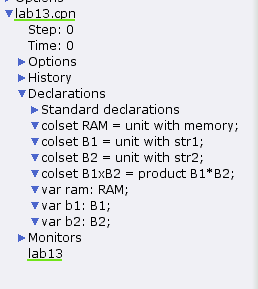 Options
lab13.cpn
Step: 0
Time: 0
Options
History
Declarations
Standard declarations
colset RAM = unit with memory;
colset B1 = unit with str1;
colset B2 = unit with str2;
colset B1xB2 = product B1*B2;
var ram: RAM;
var b1: B1;
var b2: B2;
Monitors
lab13